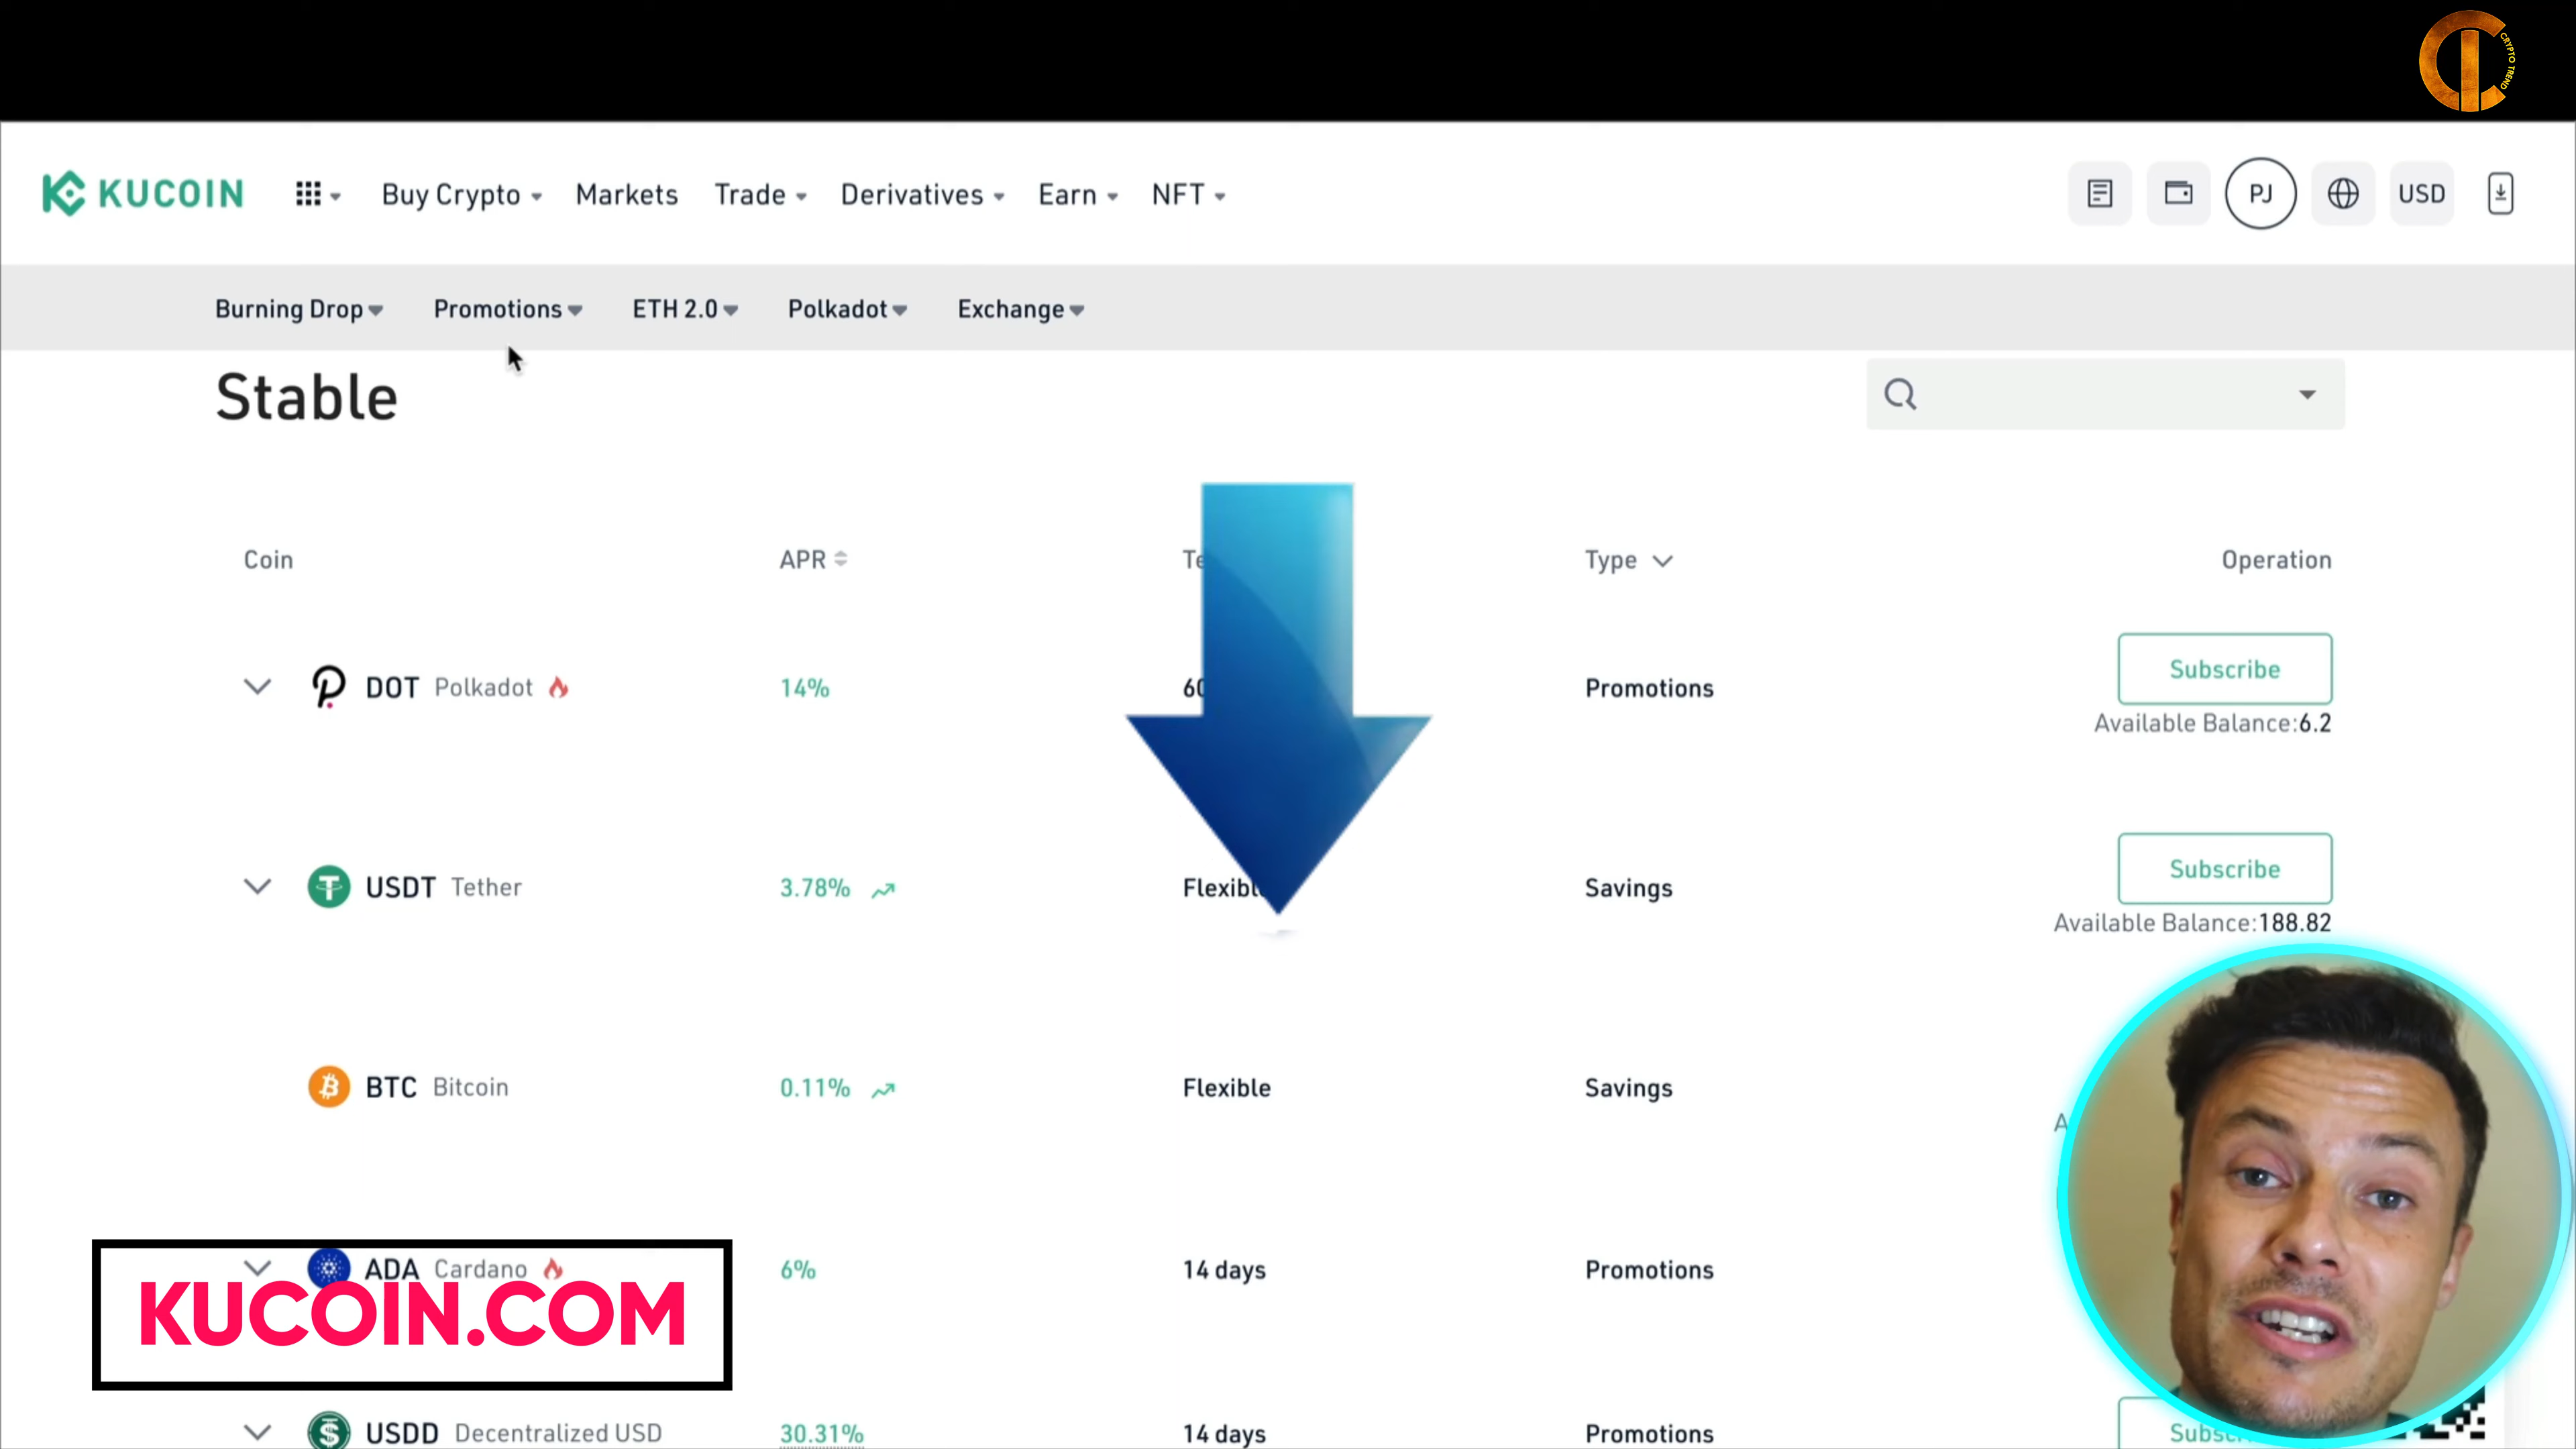 CRYPTO TREND
KUCOIN Buy Crypto Markets Trade Derivatives Earn NFT PJ USD
Burning Drop Promotions ETH 2.0 Polkadot Exchange
Stable
Coin APR Type Operation
DOT Polkadot 14% Promotions Subscribe
Available Balance:6.2
USDT Tether 3.78% Flexible Savings Subscribe
Available Balance:188.82
BTC Bitcoin 0.11% Flexible Savings
ADA Cardano 6% 14 days Promotions
KUCOIN.COM
USDD Decentralized USD 30.31% 14 days Promotions